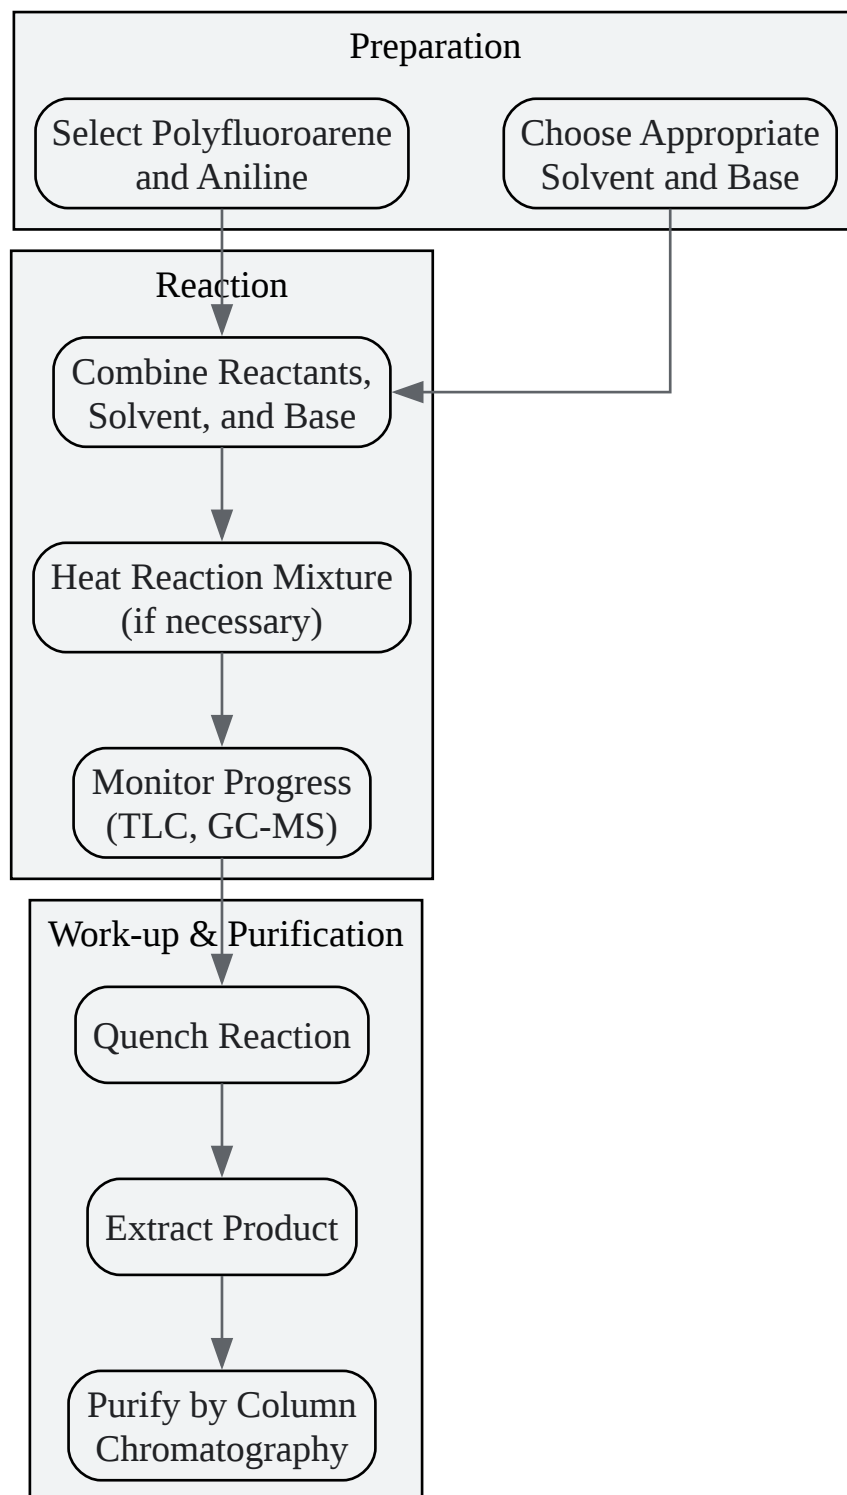 Preparation
Select Polyfluoroarene
and Aniline
Choose Appropriate
Solvent and Base
Reaction
Combine Reactants,
Solvent, and Base
Heat Reaction Mixture
(if necessary)
Monitor Progress
(TLC, GC-MS)
Work-up & Purification
Quench Reaction
Extract Product
Purify by Column
Chromatography